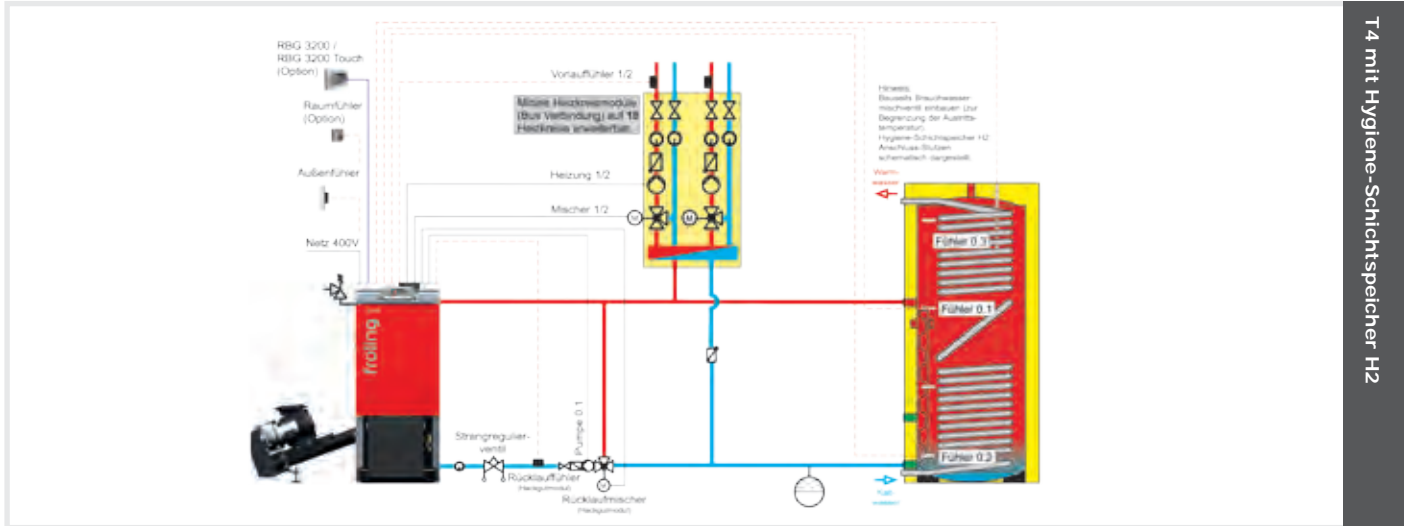 T4 mit Hygiene-Schichtspeicher H2
RBG 3200 /
RBG 3200 Touch
(Option)
Raumfühler
(Option)
Außenfühler
Netz 400V
Vorlauffühler 1/2
Mittels Heizkreismodule
(Bus Verbindung) auf 18
Heizkreise erweiterbar.
Heizung 1/2
Mischer 1/2
M
M
Hinweis:
Bauseits Brauchwasser
mischventil einbauen (zur
Begrenzung der Austritts-
temperatur).
Hygiene-Schichtspeicher H2
Anschluss-Stutzen
schematisch dargestellt.
Warm-
wasser
Fühler 0.3
Fühler 0.1
Fühler 0.2
Kalt-
wasser
fröling
Strangregulier-
ventil
Pumpe 0.1
Rücklauffühler
(Hackgutmodul)
M
Rücklaufmischer
(Hackgutmodul)